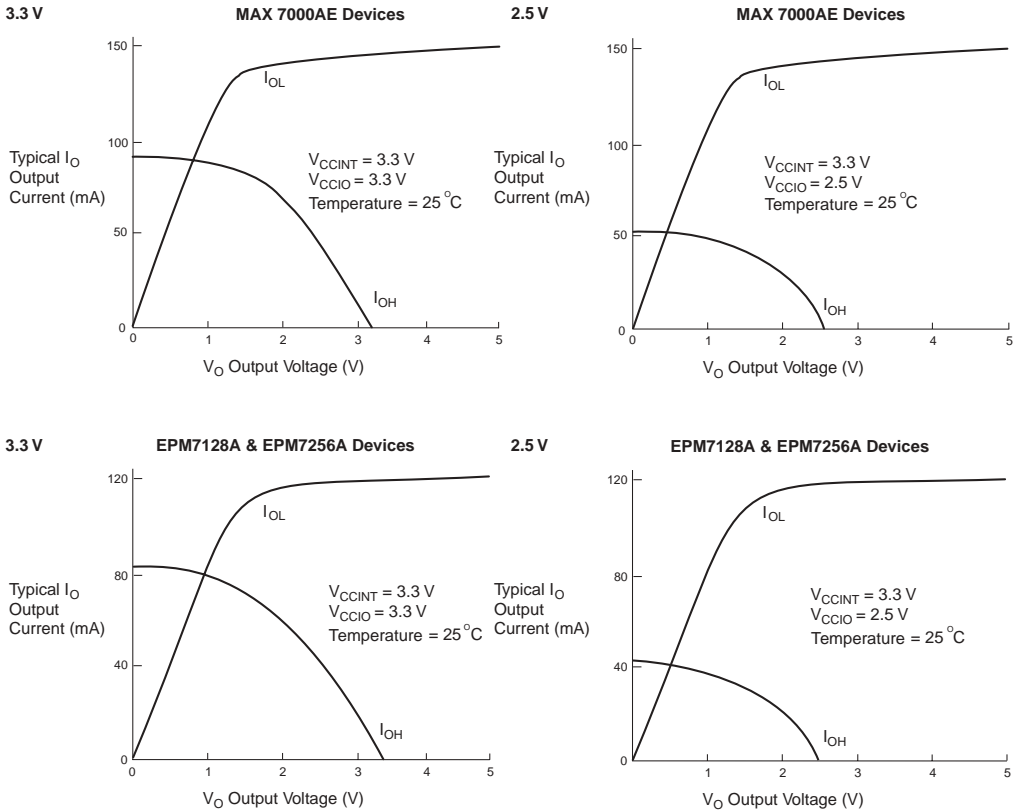 3.3 V
MAX 7000AE Devices
150
100
50
0
Typical I_O
Output
Current (mA)
I_OL
V_CCINT = 3.3 V
V_CCIO = 3.3 V
Temperature = 25 °C
I_OH
0 1 2 3 4 5
V_O Output Voltage (V)
2.5 V
MAX 7000AE Devices
150
100
50
0
Typical I_O
Output
Current (mA)
I_OL
V_CCINT = 3.3 V
V_CCIO = 2.5 V
Temperature = 25 °C
I_OH
0 1 2 3 4 5
V_O Output Voltage (V)
3.3 V
EPM7128A & EPM7256A Devices
120
80
40
0
Typical I_O
Output
Current (mA)
I_OL
V_CCINT = 3.3 V
V_CCIO = 3.3 V
Temperature = 25 °C
I_OH
0 1 2 3 4 5
V_O Output Voltage (V)
2.5 V
EPM7128A & EPM7256A Devices
120
80
40
0
Typical I_O
Output
Current (mA)
I_OL
V_CCINT = 3.3 V
V_CCIO = 2.5 V
Temperature = 25 °C
I_OH
1 2 3 4 5
V_O Output Voltage (V)